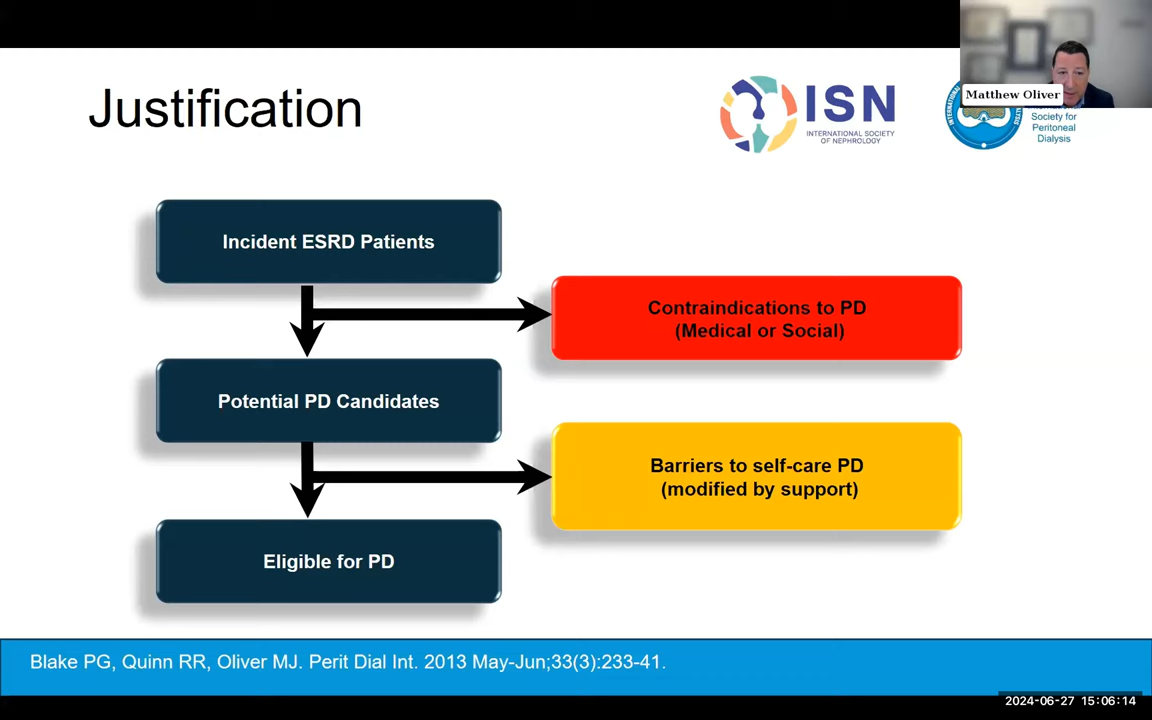 Matthew Oliver
Justification
ISN
INTERNATIONAL SOCIETY
OF NEPHROLOGY
INTERNATIONAL
Society for
Peritoneal
Dialysis
Incident ESRD Patients
Contraindications to PD
(Medical or Social)
Potential PD Candidates
Barriers to self-care PD
(modified by support)
Eligible for PD
Blake PG, Quinn RR, Oliver MJ. Perit Dial Int. 2013 May-Jun;33(3):233-41.
2024-06-27 15:06:14